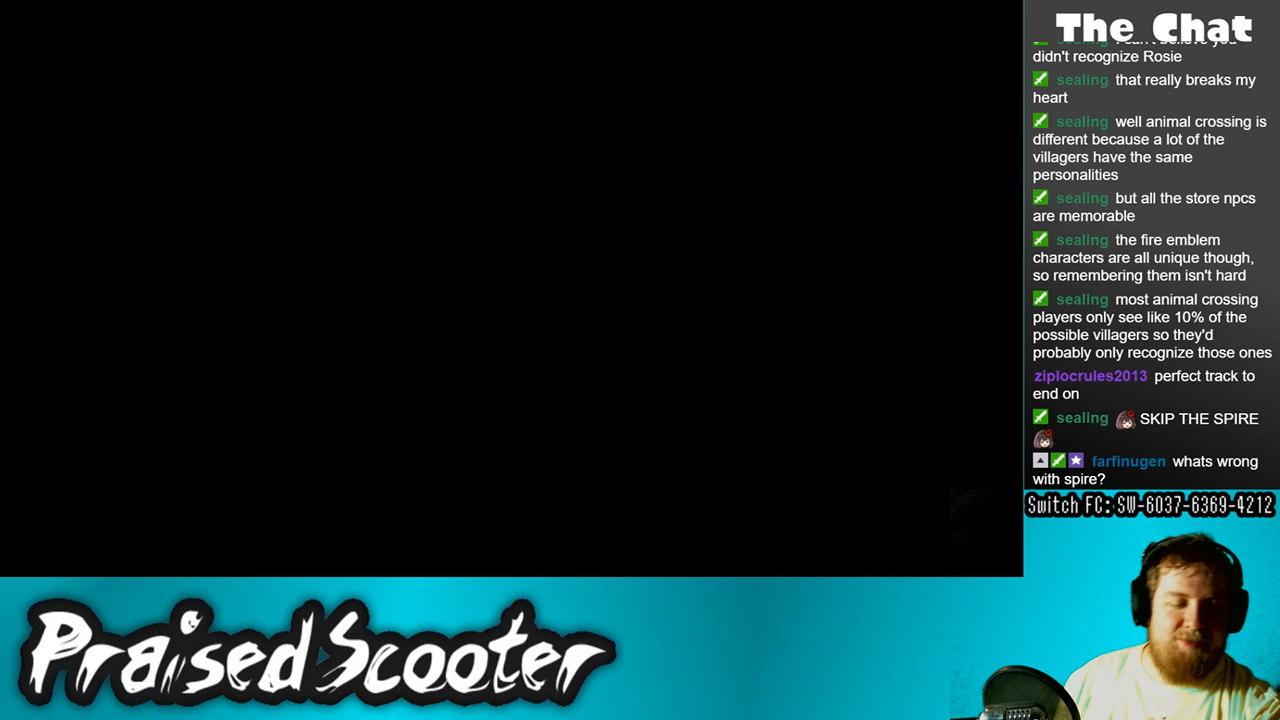 The Chat
sealing I can't believe you
didn't recognize Rosie
sealing that really breaks my
heart
sealing well animal crossing is
different because a lot of the
villagers have the same
personalities
sealing but all the store npcs
are memorable
sealing the fire emblem
characters are all unique though,
so remembering them isn't hard
sealing most animal crossing
players only see like 10% of the
possible villagers so they'd
probably only recognize those ones
ziplocrules2013 perfect track to
end on
sealing SKIP THE SPIRE
farfinugen whats wrong
with spire?
Switch FC: SW-6037-6369-4212
PraisedScooter